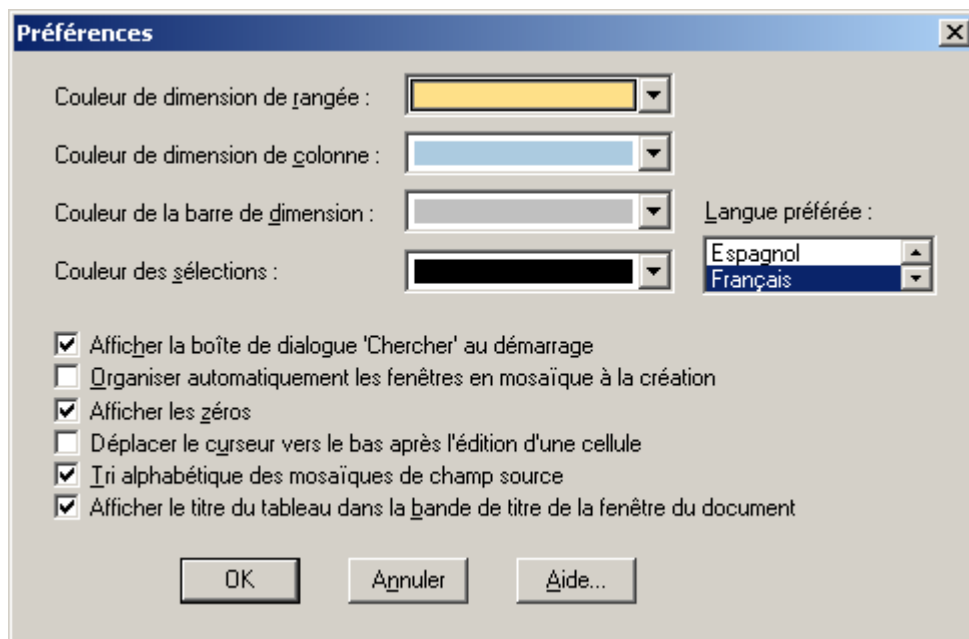 Préférences
Couleur de dimension de rangée :
Couleur de dimension de colonne :
Couleur de la barre de dimension :
Langue préférée :
Espagnol
Couleur des sélections :
Français
Afficher la boîte de dialogue 'Chercher' au démarrage
Organiser automatiquement les fenêtres en mosaïque à la création
Afficher les zéros
Déplacer le curseur vers le bas après l'édition d'une cellule
Tri alphabétique des mosaïques de champ source
Afficher le titre du tableau dans la bande de titre de la fenêtre du document
OK
Annuler
Aide...